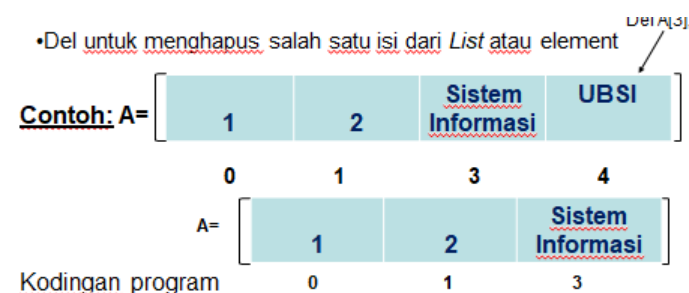 Del A[3]
•Del untuk menghapus salah satu isi dari List atau element
Contoh: A=
1 2 Sistem Informasi UBSI
0 1 3 4
A=
1 2 Sistem Informasi
Kodingan program
0 1 3